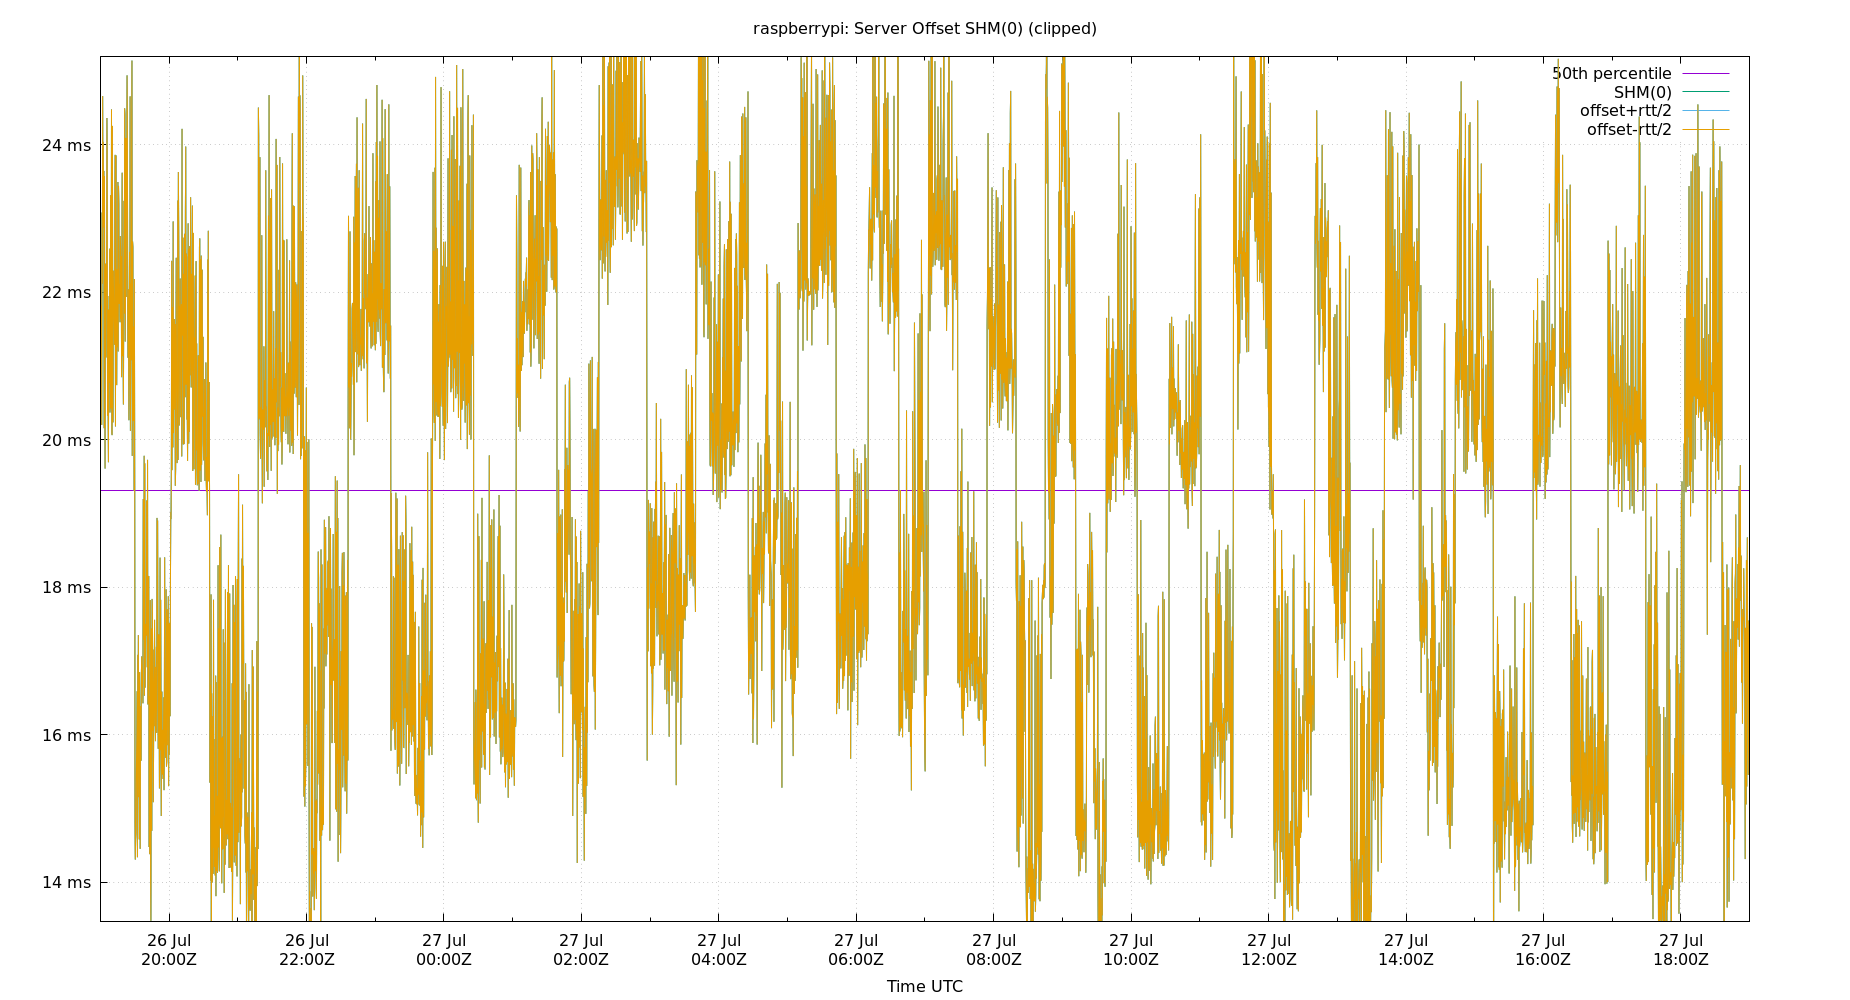 raspberrypi: Server Offset SHM(0) (clipped)
50th percentile
SHM(0)
offset+rtt/2
offset-rtt/2
24 ms
22 ms
20 ms
18 ms
16 ms
14 ms
26 Jul 26 Jul 27 Jul 27 Jul 27 Jul 27 Jul 27 Jul 27 Jul 27 Jul 27 Jul 27 Jul 27 Jul
20:00Z 22:00Z 00:00Z 02:00Z 04:00Z 06:00Z 08:00Z 10:00Z 12:00Z 14:00Z 16:00Z 18:00Z
Time UTC